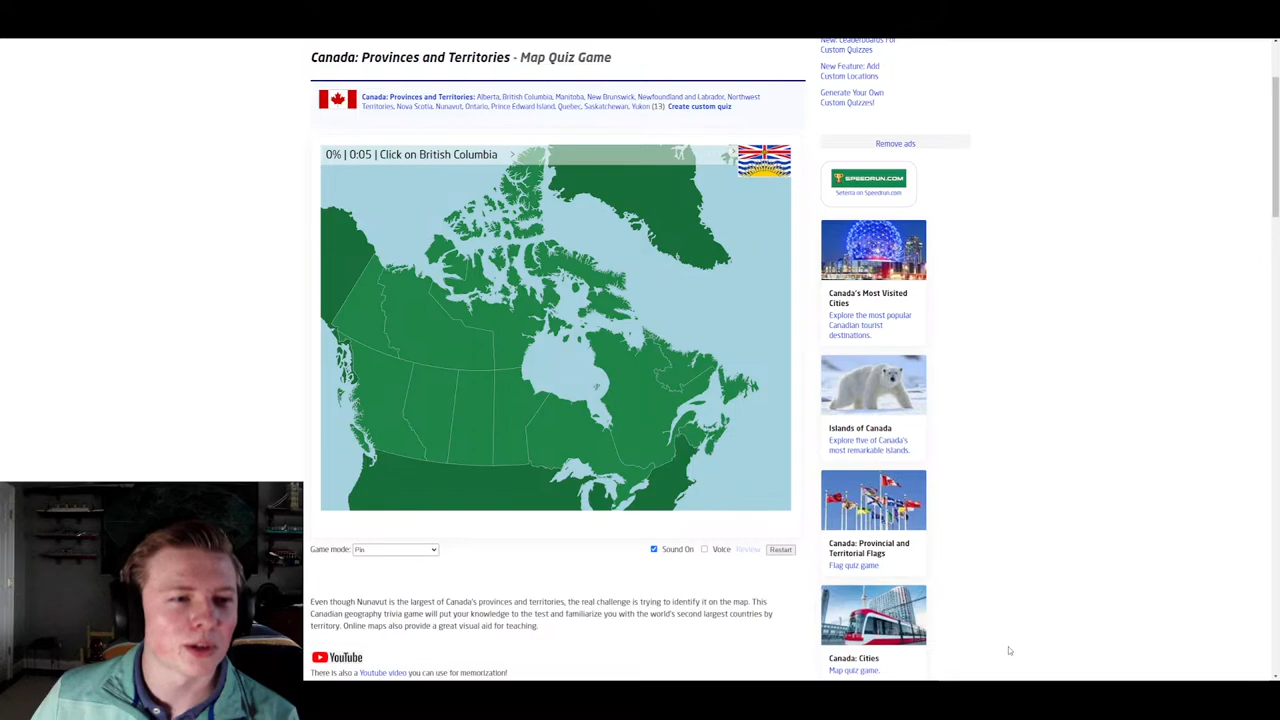 New: Leaderboards For
Custom Quizzes
New Feature: Add
Custom Locations
Generate Your Own
Custom Quizzes!
Canada: Provinces and Territories - Map Quiz Game
Canada: Provinces and Territories: Alberta, British Columbia, Manitoba, New Brunswick, Newfoundland and Labrador, Northwest
Territories, Nova Scotia, Nunavut, Ontario, Prince Edward Island, Quebec, Saskatchewan, Yukon (13) Create custom quiz
0% | 0:05 | Click on British Columbia
Remove ads
SPEEDRUN.COM
Seterra on Speedrun.com
Canada's Most Visited
Cities
Explore the most popular
Canadian tourist
destinations.
Islands of Canada
Explore five of Canada's
most remarkable islands.
Canada: Provincial and
Territorial Flags
Flag quiz game
Canada: Cities
Map quiz game.
Game mode: Pin
Sound On Voice Review Restart
Even though Nunavut is the largest of Canada's provinces and territories, the real challenge is trying to identify it on the map. This
Canadian geography trivia game will put your knowledge to the test and familiarize you with the world's second largest countries by
territory. Online maps also provide a great visual aid for teaching.
YouTube
There is also a Youtube video you can use for memorization!